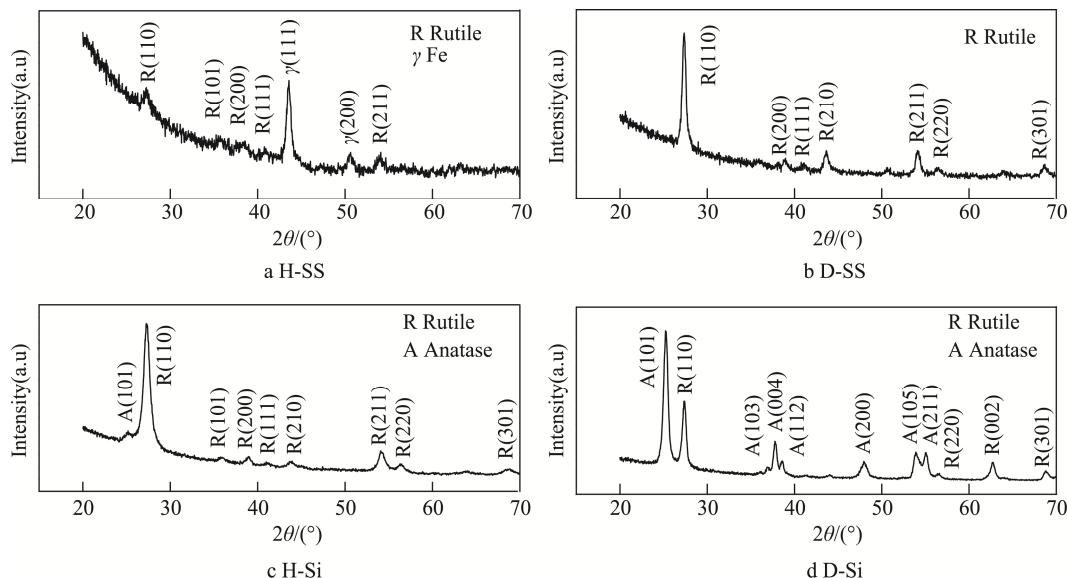 Intensity(a.u)
R(110)
R(101)
R(200)
R(111)
γ(111)
γ(200)
R(211)
R Rutile
γ Fe
20 30 40 50 60 70
2θ/(°)
a H-SS
Intensity(a.u)
R(110)
R(200)
R(111)
R(210)
R(211)
R(220)
R(301)
R Rutile
20 30 40 50 60 70
2θ/(°)
b D-SS
Intensity(a.u)
A(101)
R(110)
R(101)
R(200)
R(111)
R(210)
R(211)
R(220)
R(301)
R Rutile
A Anatase
20 30 40 50 60 70
2θ/(°)
c H-Si
Intensity(a.u)
A(101)
R(110)
A(103)
A(004)
A(112)
A(200)
A(105)
A(211)
R(220)
R(002)
R(301)
R Rutile
A Anatase
20 30 40 50 60 70
2θ/(°)
d D-Si